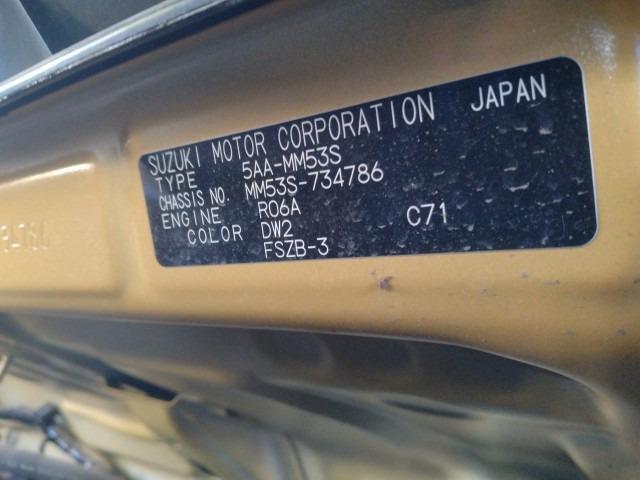 SUZUKI MOTOR CORPORATION JAPAN
TYPE 5AA-MM53S
CHASSIS NO. MM53S-734786
ENGINE R06A C71
COLOR DW2
FSZB-3